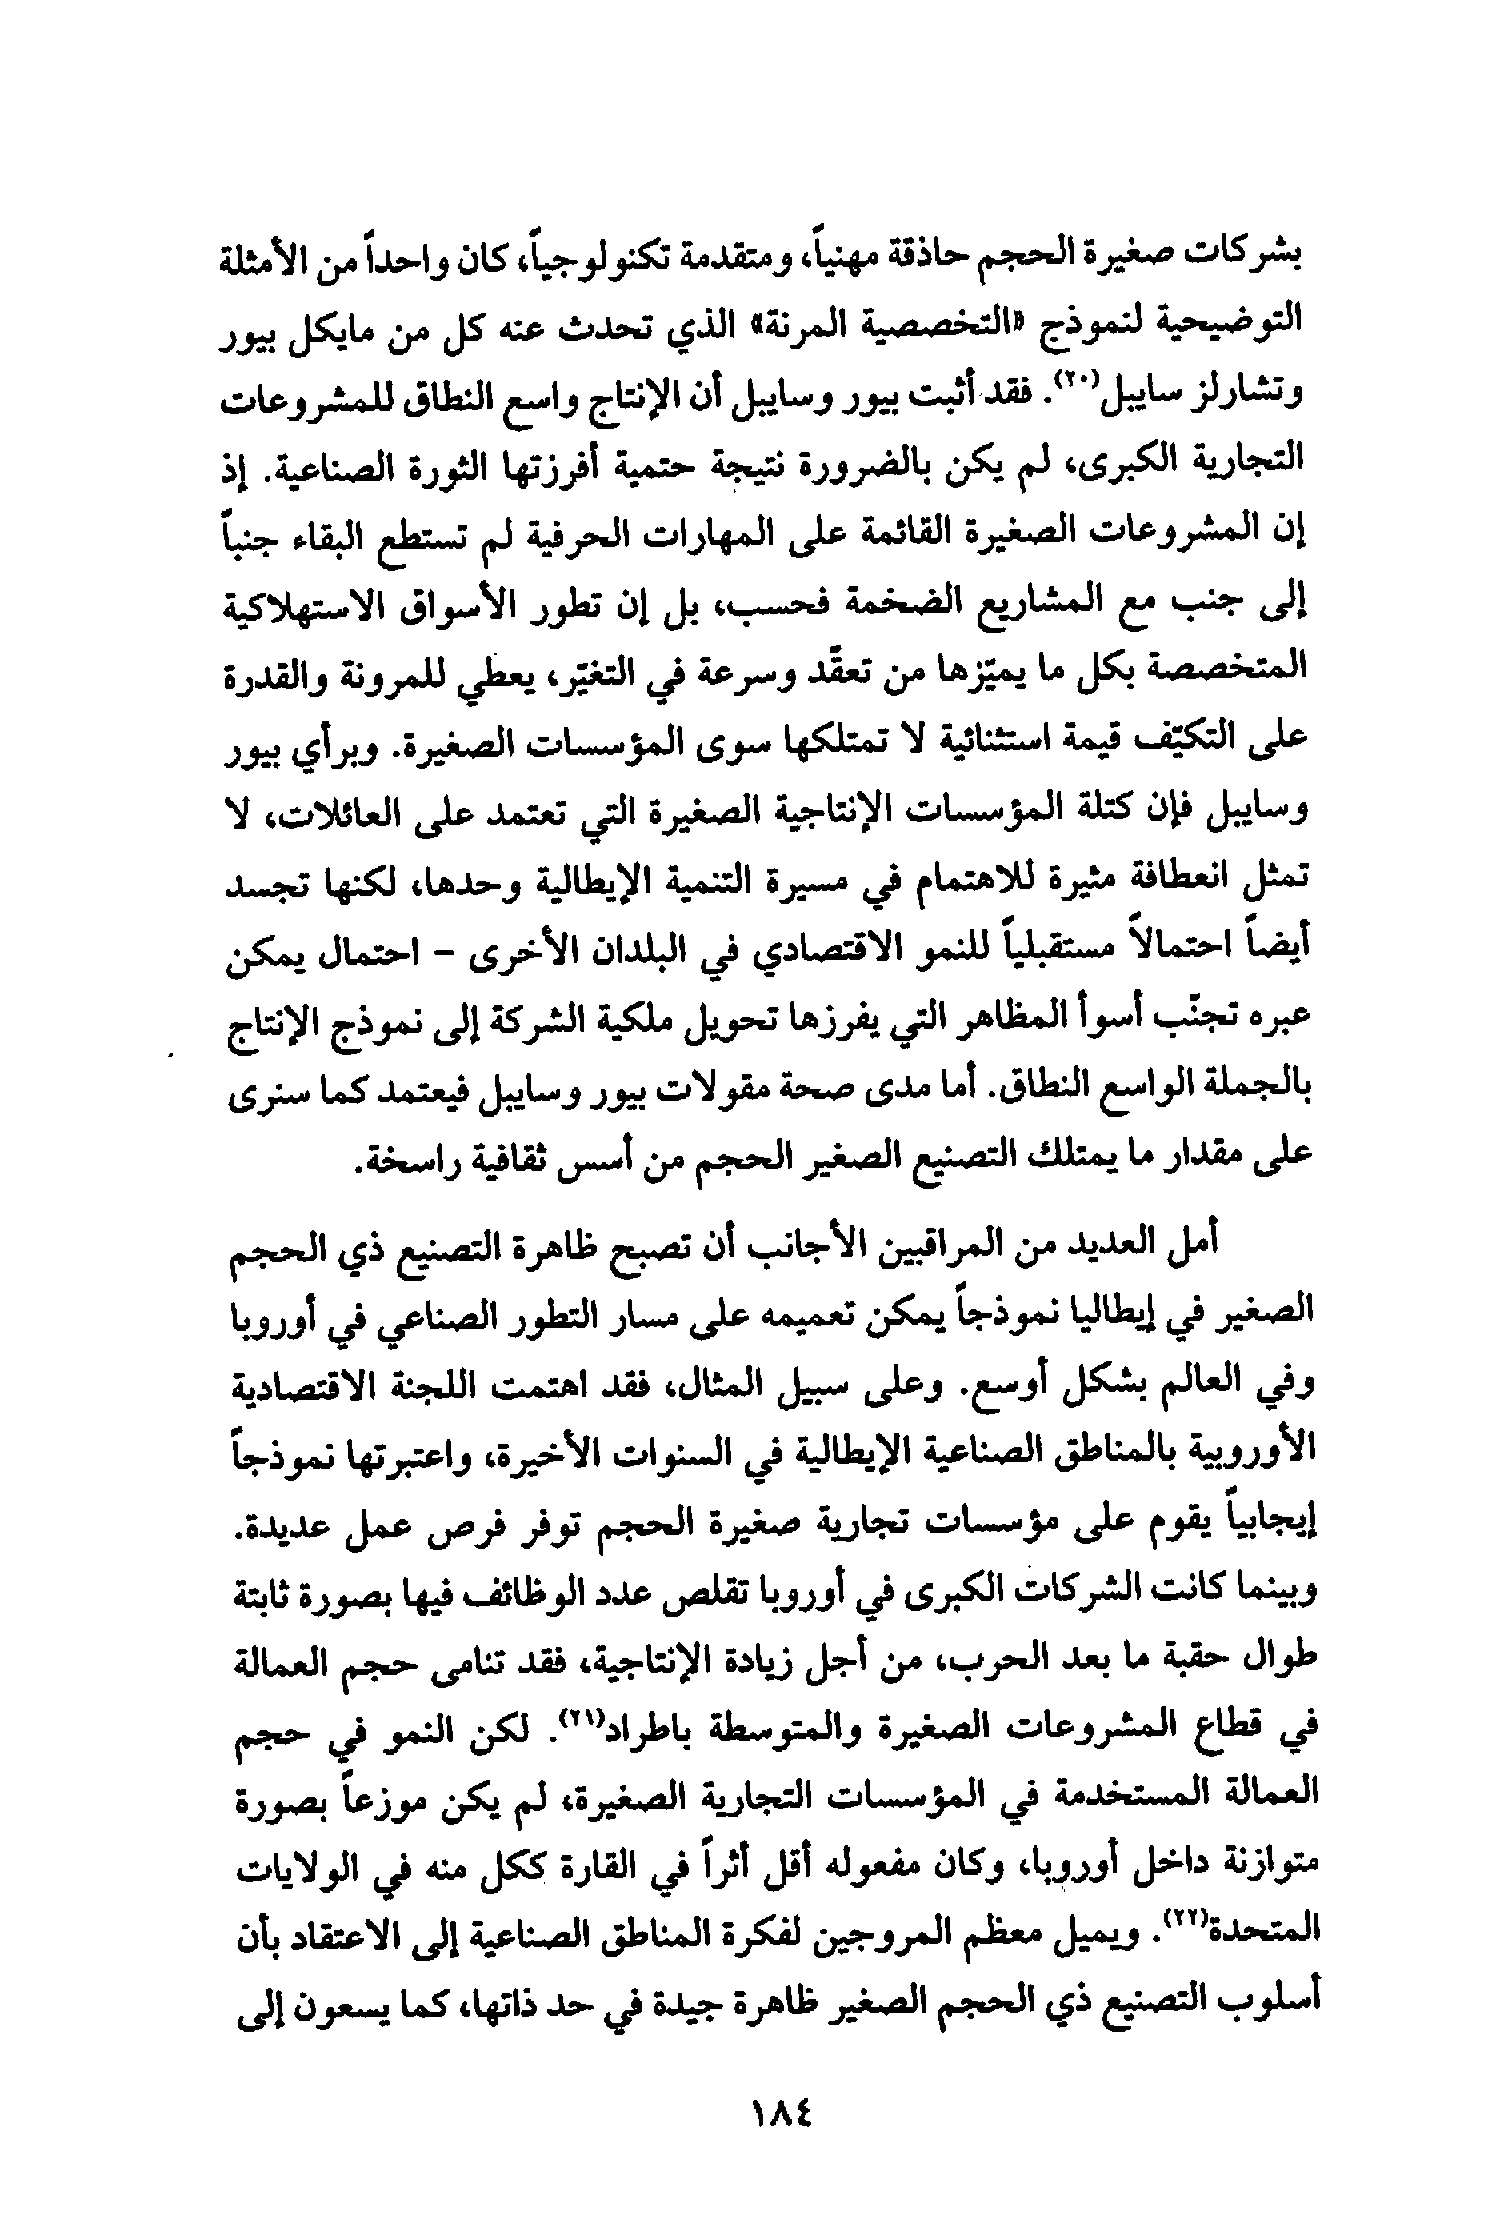 بشركات صغيرة الحجم حاذقة مهنياً، ومتقدمة تكنولوجياً، كان واحداً من الأمثلة
التوضيحية لنموذج «التخصصية المرنة» الذي تحدث عنه كل من مايكل بيور
وتشارلز سايبل(٢٠). فقد أثبت بيور وسايبل أن الإنتاج واسع النطاق للمشروعات
التجارية الكبرى، لم يكن بالضرورة نتيجة حتمية أفرزتها الثورة الصناعية. إذ
إن المشروعات الصغيرة القائمة على المهارات الحرفية لم تستطع البقاء جنباً
إلى جنب مع المشاريع الضخمة فحسب، بل إن تطور الأسواق الاستهلاكية
المتخصصة بكل ما يميّزها من تعقّد وسرعة في التغيّر، يعطي للمرونة والقدرة
على التكيّف قيمة استثنائية لا تمتلكها سوى المؤسسات الصغيرة. وبرأي بيور
وسايبل فإن كتلة المؤسسات الإنتاجية الصغيرة التي تعتمد على العائلات، لا
تمثل انعطافة مثيرة للاهتمام في مسيرة التنمية الإيطالية وحدها، لكنها تجسد
أيضاً احتمالاً مستقبلياً للنمو الاقتصادي في البلدان الأخرى - احتمال يمكن
عبره تجنّب أسوأ المظاهر التي يفرزها تحويل ملكية الشركة إلى نموذج الإنتاج
بالجملة الواسع النطاق. أما مدى صحة مقولات بيور وسايبل فيعتمد كما سنرى
على مقدار ما يمتلك التصنيع الصغير الحجم من أسس ثقافية راسخة.
أمل العديد من المراقبين الأجانب أن تصبح ظاهرة التصنيع ذي الحجم
الصغير في إيطاليا نموذجاً يمكن تعميمه على مسار التطور الصناعي في أوروبا
وفي العالم بشكل أوسع. وعلى سبيل المثال، فقد اهتمت اللجنة الاقتصادية
الأوروبية بالمناطق الصناعية الإيطالية في السنوات الأخيرة، واعتبرتها نموذجاً
إيجابياً يقوم على مؤسسات تجارية صغيرة الحجم توفر فرص عمل عديدة.
وبينما كانت الشركات الكبرى في أوروبا تقلص عدد الوظائف فيها بصورة ثابتة
طوال حقبة ما بعد الحرب، من أجل زيادة الإنتاجية، فقد تنامى حجم العمالة
في قطاع المشروعات الصغيرة والمتوسطة باطراد(٢١). لكن النمو في حجم
العمالة المستخدمة في المؤسسات التجارية الصغيرة، لم يكن موزعاً بصورة
متوازنة داخل أوروبا، وكان مفعوله أقل أثراً في القارة ككل منه في الولايات
المتحدة(٢٢). ويميل معظم المروجين لفكرة المناطق الصناعية إلى الاعتقاد بأن
أسلوب التصنيع ذي الحجم الصغير ظاهرة جيدة في حد ذاتها، كما يسعون إلى
١٨٤